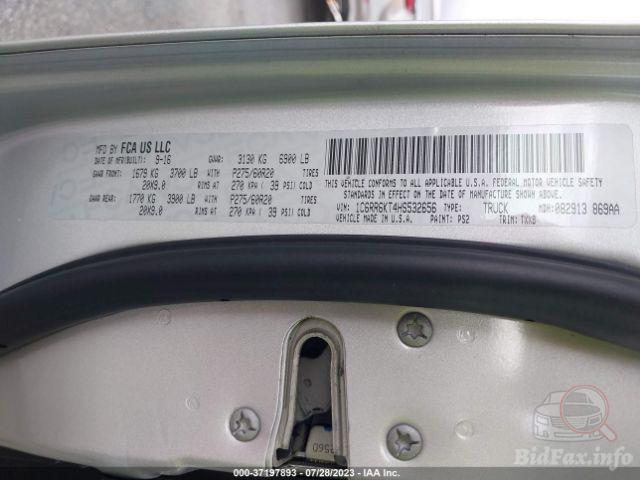 MFD BY FCA US LLC
DATE OF MFR(BUILT): 9-16 GVWR: 3130 KG 6900 LB
GAWR FRONT: 1679 KG 3700 LB WITH P275/60R20 TIRES
20X9.0 RIMS AT 270 KPA ( 39 PSI) COLD
GAWR REAR: 1770 KG 3900 LB WITH P275/60R20 TIRES
20X9.0 RIMS AT 270 KPA ( 39 PSI) COLD
THIS VEHICLE CONFORMS TO ALL APPLICABLE U.S.A. FEDERAL MOTOR VEHICLE SAFETY
STANDARDS IN EFFECT ON THE DATE OF MANUFACTURE SHOWN ABOVE.
VIN: 1C6RR6KT4HS532656 TYPE: TRUCK MDH:082913 869AA
VEHICLE MADE IN U.S.A. PAINT: PS2 TRIM: TXX8
2560
000-37197893 / 07/28/2023 - IAA Inc.
BidFax.info